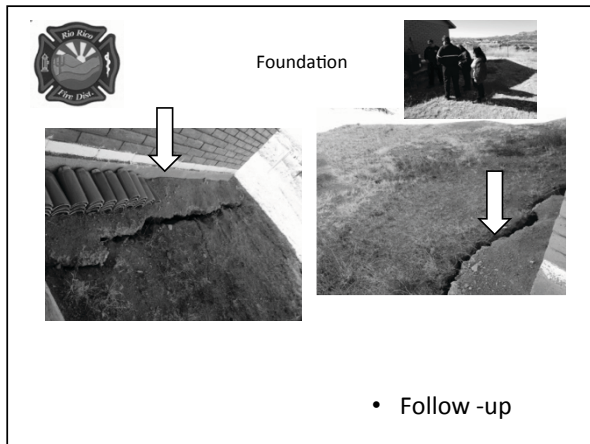 Rio Rico
Fire Dist.
Foundation
• Follow -up